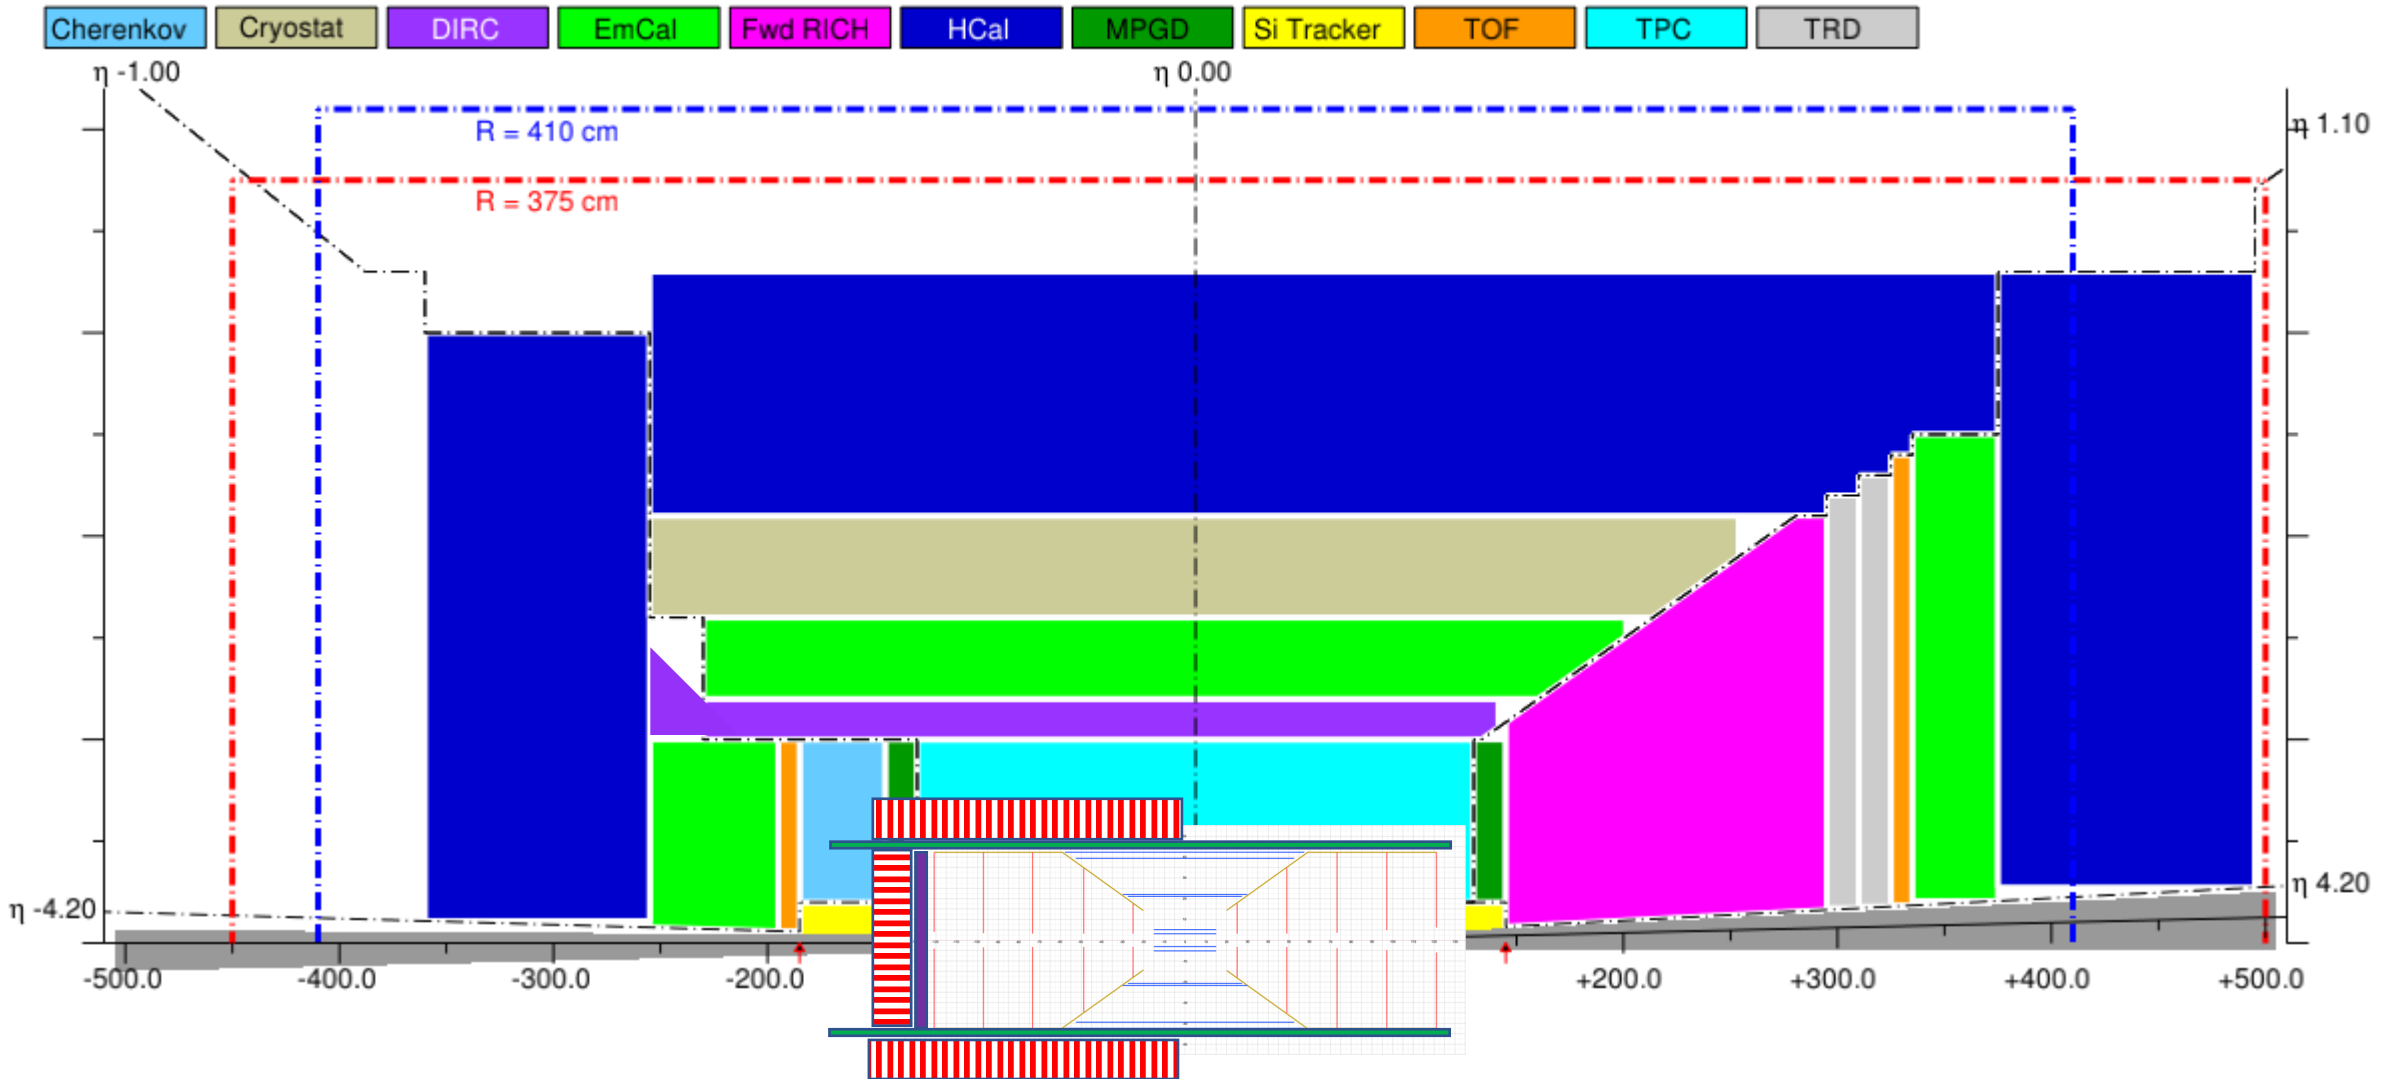 Cherenkov Cryostat DIRC EmCal Fwd RICH HCal MPGD Si Tracker TOF TPC TRD
η -1.00 η 0.00
η 1.10
R = 410 cm
R = 375 cm
η -4.20 η 4.20
-500.0 -400.0 -300.0 -200.0 +200.0 +300.0 +400.0 +500.0